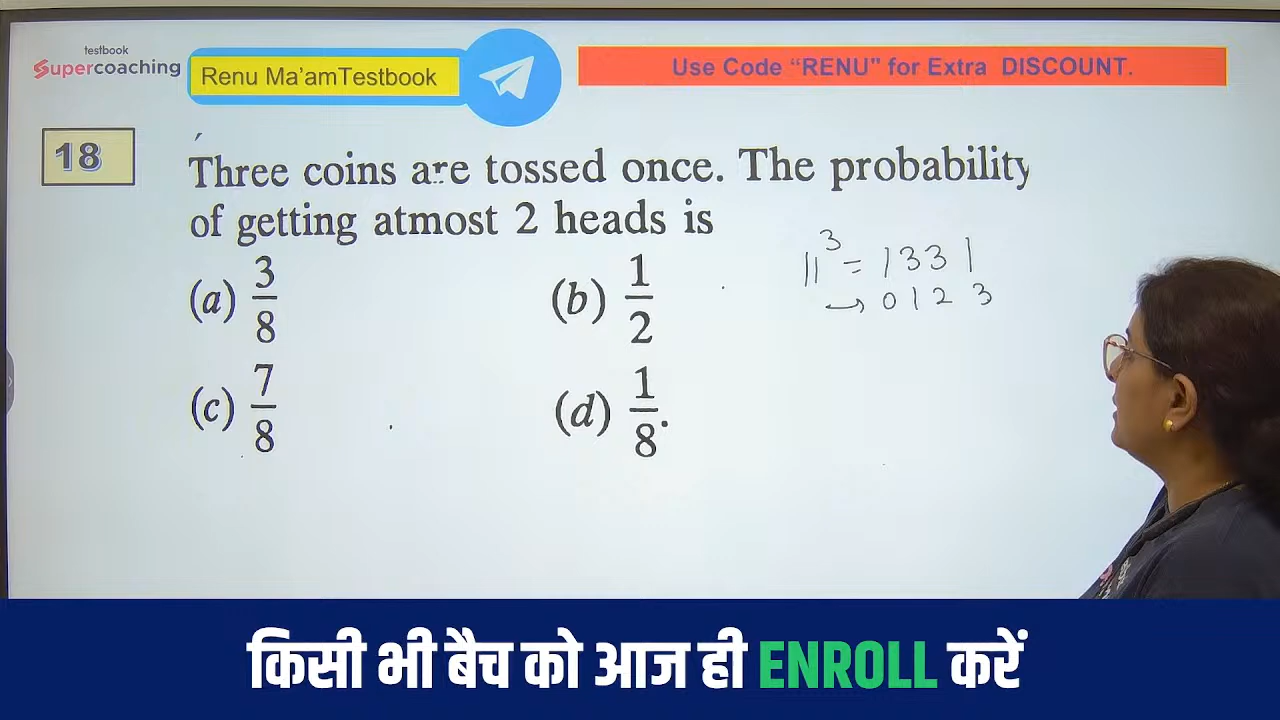 testbook
Supercoaching
Renu Ma'amTestbook
Use Code “RENU” for Extra DISCOUNT.
18
Three coins are tossed once. The probability
of getting atmost 2 heads is
(a) 3/8
(b) 1/2
(c) 7/8
(d) 1/8.
11³ = 1331
→ 0 1 2 3
किसी भी बैच को आज ही ENROLL करें